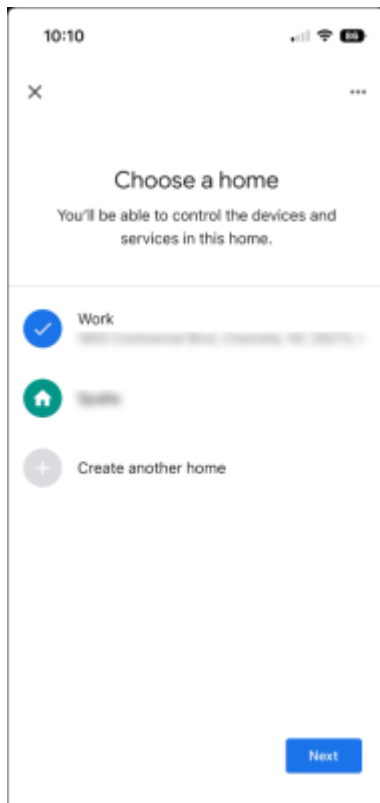 10:10
86
Choose a home
You'll be able to control the devices and
services in this home.
Work
Create another home
Next